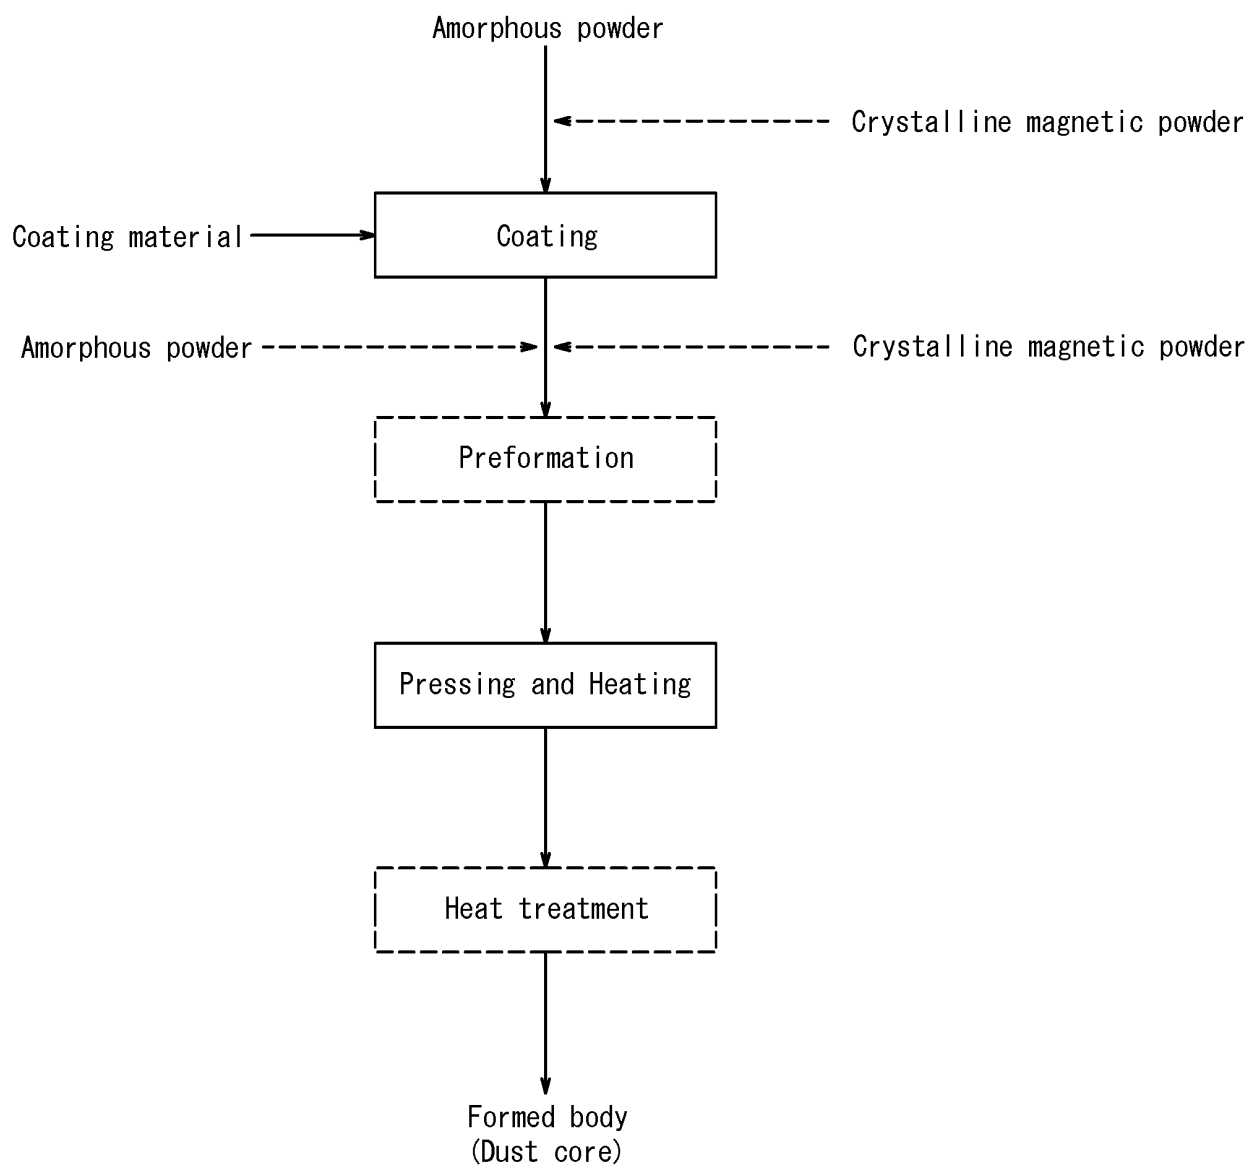 Amorphous powder
Crystalline magnetic powder
Coating material
Coating
Amorphous powder
Crystalline magnetic powder
Preformation
Pressing and Heating
Heat treatment
Formed body
(Dust core)